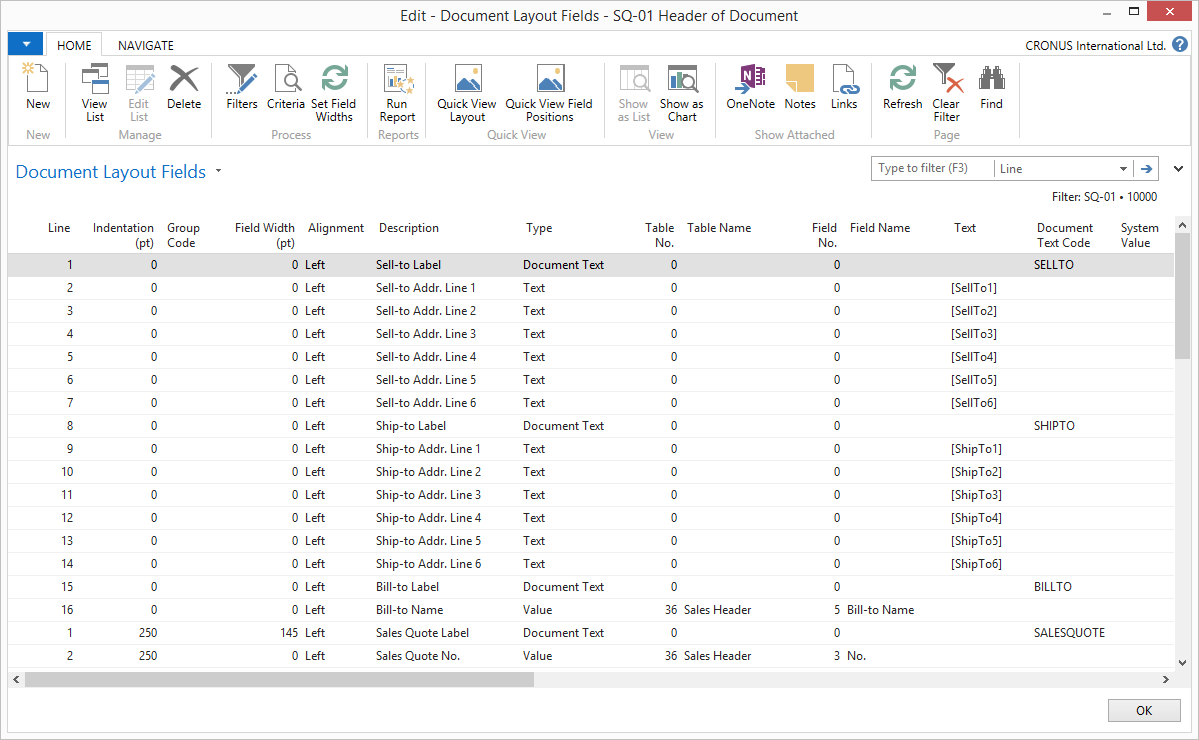 Edit - Document Layout Fields - SQ-01 Header of Document
HOME NAVIGATE CRONUS International Ltd. ?
New View List Edit List Delete Filters Criteria Set Field Widths Run Report Quick View Layout Quick View Field Positions Show as List Show as Chart OneNote Notes Links Refresh Clear Filter Find
New Manage Process Reports Quick View View Show Attached Page
Document Layout Fields Type to filter (F3) Line
Filter: SQ-01 • 10000
Line Indentation (pt) Group Code Field Width (pt) Alignment Description Type Table No. Table Name Field No. Field Name Text Document Text Code System Value
1 0 0 Left Sell-to Label Document Text 0 0 SELLTO
2 0 0 Left Sell-to Addr. Line 1 Text 0 0 [SellTo1]
3 0 0 Left Sell-to Addr. Line 2 Text 0 0 [SellTo2]
4 0 0 Left Sell-to Addr. Line 3 Text 0 0 [SellTo3]
5 0 0 Left Sell-to Addr. Line 4 Text 0 0 [SellTo4]
6 0 0 Left Sell-to Addr. Line 5 Text 0 0 [SellTo5]
7 0 0 Left Sell-to Addr. Line 6 Text 0 0 [SellTo6]
8 0 0 Left Ship-to Label Document Text 0 0 SHIPTO
9 0 0 Left Ship-to Addr. Line 1 Text 0 0 [ShipTo1]
10 0 0 Left Ship-to Addr. Line 2 Text 0 0 [ShipTo2]
11 0 0 Left Ship-to Addr. Line 3 Text 0 0 [ShipTo3]
12 0 0 Left Ship-to Addr. Line 4 Text 0 0 [ShipTo4]
13 0 0 Left Ship-to Addr. Line 5 Text 0 0 [ShipTo5]
14 0 0 Left Ship-to Addr. Line 6 Text 0 0 [ShipTo6]
15 0 0 Left Bill-to Label Document Text 0 0 BILLTO
16 0 0 Left Bill-to Name Value 36 Sales Header 5 Bill-to Name
1 250 145 Left Sales Quote Label Document Text 0 0 SALESQUOTE
2 250 0 Left Sales Quote No. Value 36 Sales Header 3 No.
OK